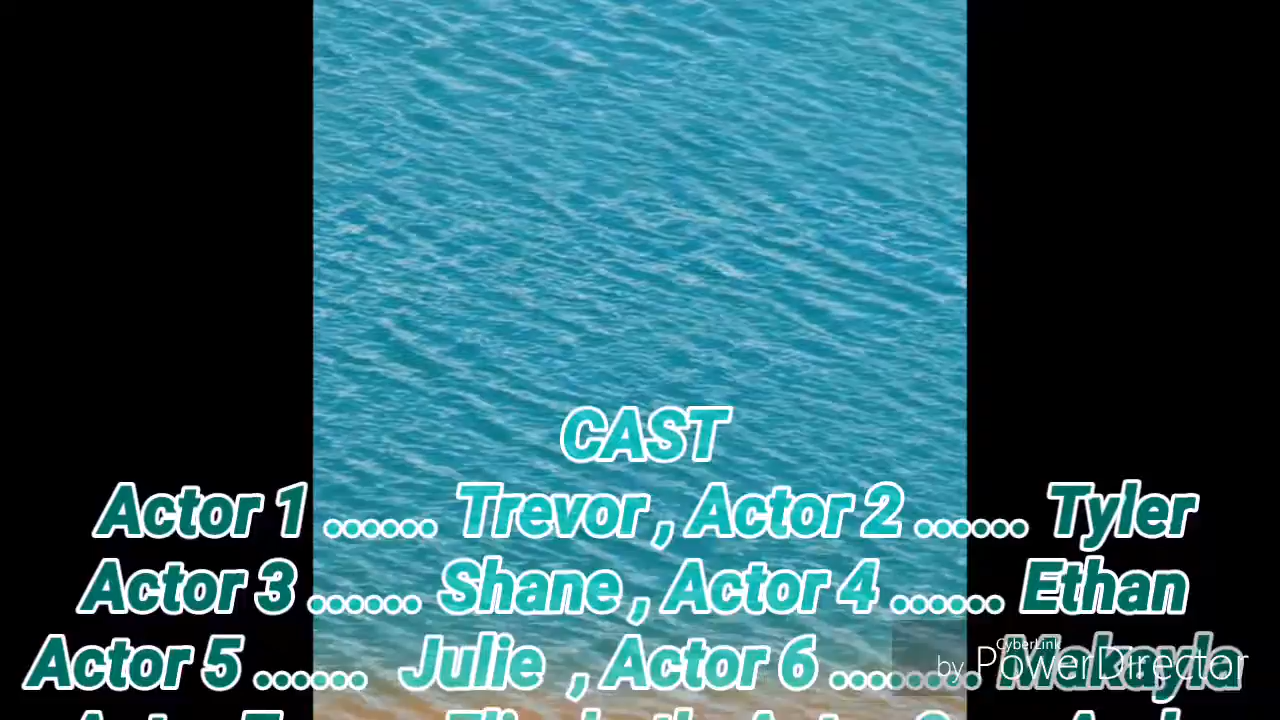 CAST
Actor 1 ...... Trevor , Actor 2 ...... Tyler
Actor 3 ...... Shane , Actor 4 ...... Ethan
Actor 5 ...... Julie , Actor 6 ........ Makayla
CyberLink
by PowerDirector